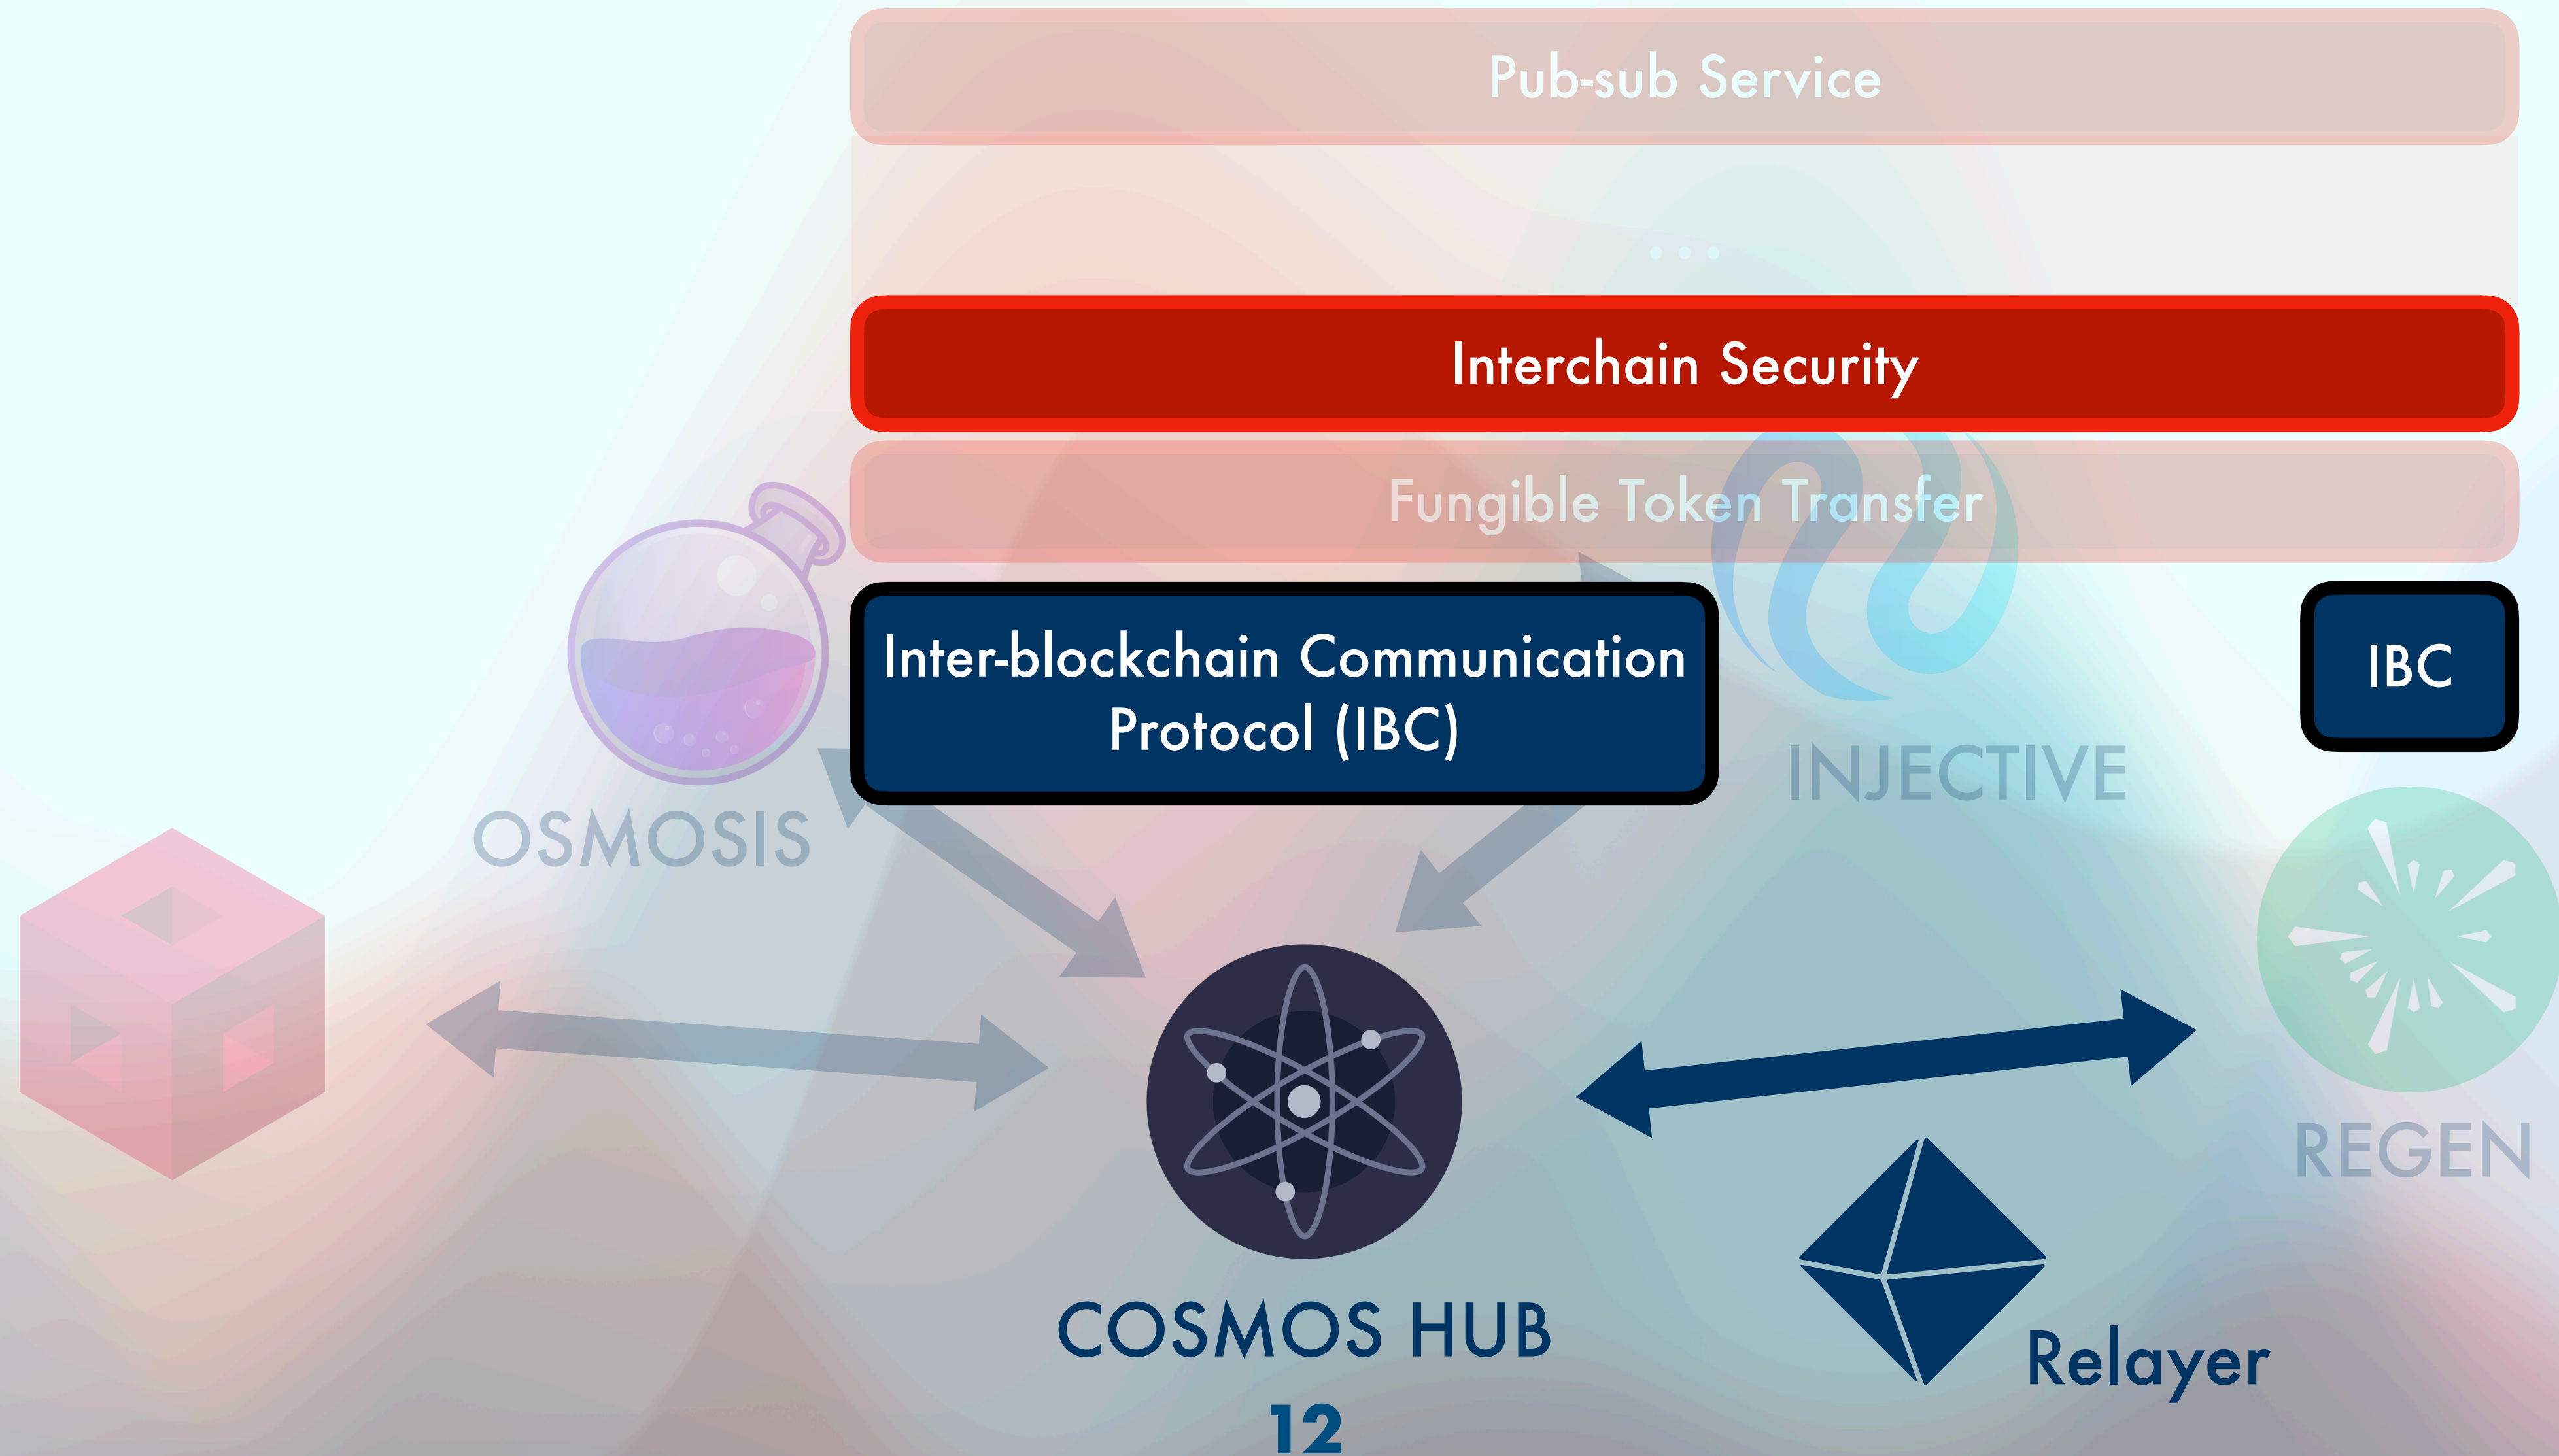 Pub-sub Service
...
Interchain Security
Fungible Token Transfer
Inter-blockchain Communication
Protocol (IBC)
IBC
INJECTIVE
OSMOSIS
REGEN
COSMOS HUB
Relayer
12